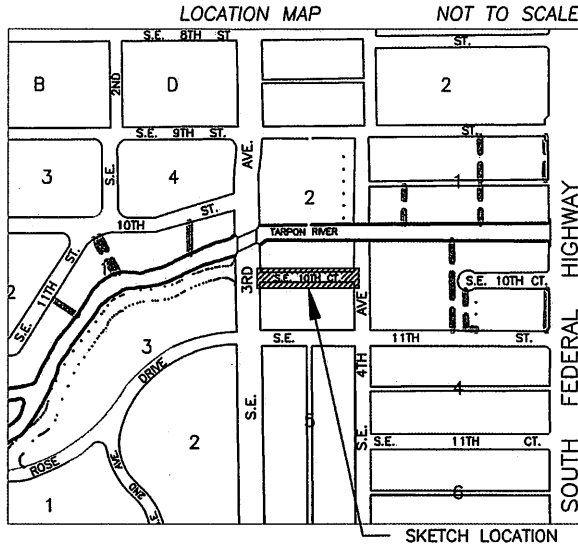 LOCATION MAP
NOT TO SCALE
S.E. 8TH ST
ST.
B
2ND
D
2
S.E. 9TH ST.
ST.
AVE.
3
S.E.
4
2
1
10TH ST.
TARPON RIVER
S.E. 11TH ST.
2
3RD
S.E. 10TH CT.
AVE
S.E. 10TH CT.
SOUTH FEDERAL HIGHWAY
3
S.E. 11TH ST.
ROSE DRIVE
S.E.
4TH
4
2
5
S.E.
S.E. 11TH CT.
AVE.
2ND
S.E.
6
1
SKETCH LOCATION